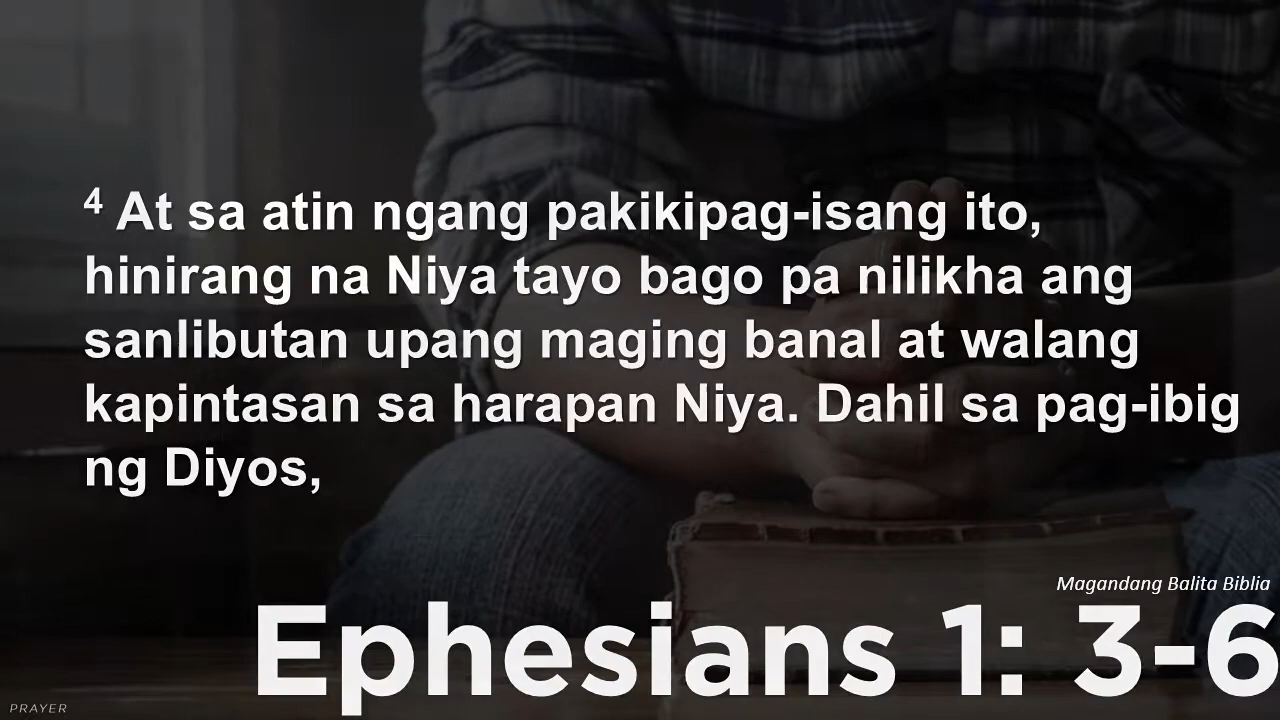 4 At sa atin ngang pakikipag-isang ito,
hinirang na Niya tayo bago pa nilikha ang
sanlibutan upang maging banal at walang
kapintasan sa harapan Niya. Dahil sa pag-ibig
ng Diyos,
Magandang Balita Biblia
Ephesians 1: 3-6
PRAYER